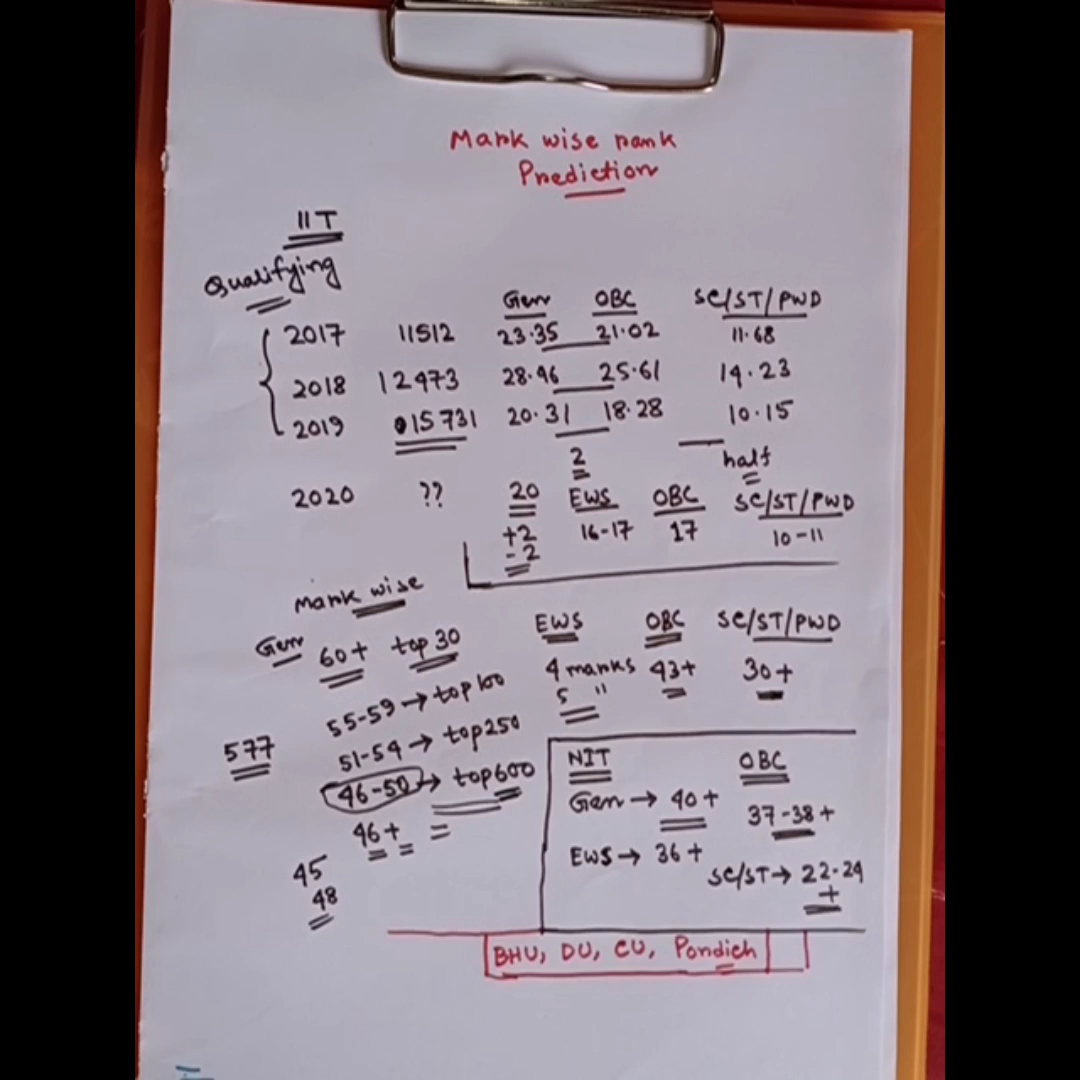 Mark wise rank
Prediction
IIT
Qualifying
Gen OBC SC/ST/PWD
2017 11512 23.35 21.02 11.68
2018 12473 28.46 25.61 14.23
2019 15731 20.31 18.28 10.15
2 half
2020 ?? 20 EWS OBC SC/ST/PWD
+2 16-17 17 10-11
-2
Mark wise
Gen 60+ top 30 EWS OBC SC/ST/PWD
55-59 → top 100 4 marks 43+ 30+
5 "
51-54 → top 250
577
46-50 → top 600
46+ =
45
48
NIT OBC
Gen → 40+ 37-38+
EWS → 36+
SC/ST → 22-24
+
BHU, DU, CU, Pondich